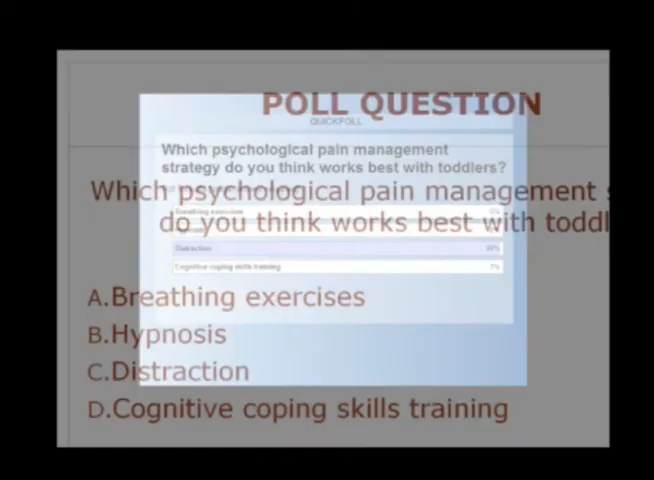 POLL QUESTION
QUICKPOLL
Which psychological pain management
strategy do you think works best with toddlers?
Which psychological pain management
do you think works best with toddl
Breathing exercises
Distraction
Cognitive coping skills training
A.Breathing exercises
B.Hypnosis
C.Distraction
D.Cognitive coping skills training